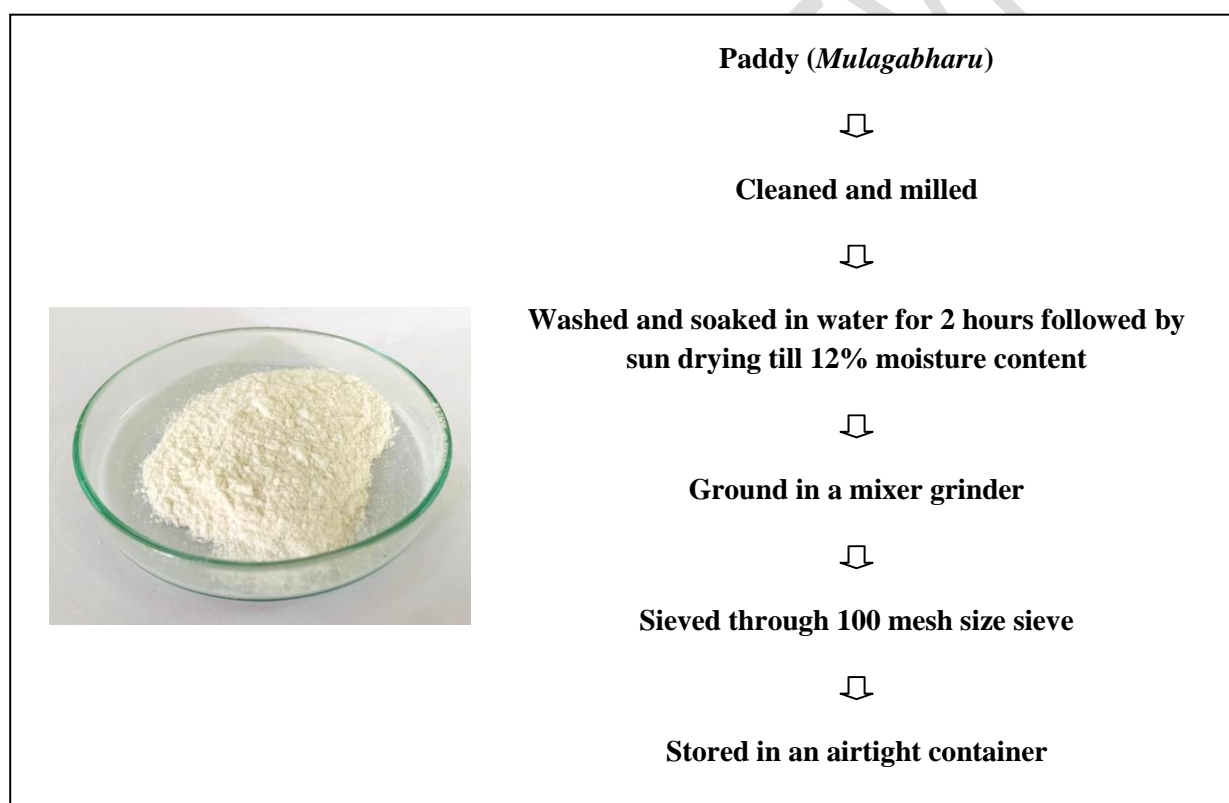 Paddy (Mulagabharu)
Cleaned and milled
Washed and soaked in water for 2 hours followed by
sun drying till 12% moisture content
Ground in a mixer grinder
Sieved through 100 mesh size sieve
Stored in an airtight container